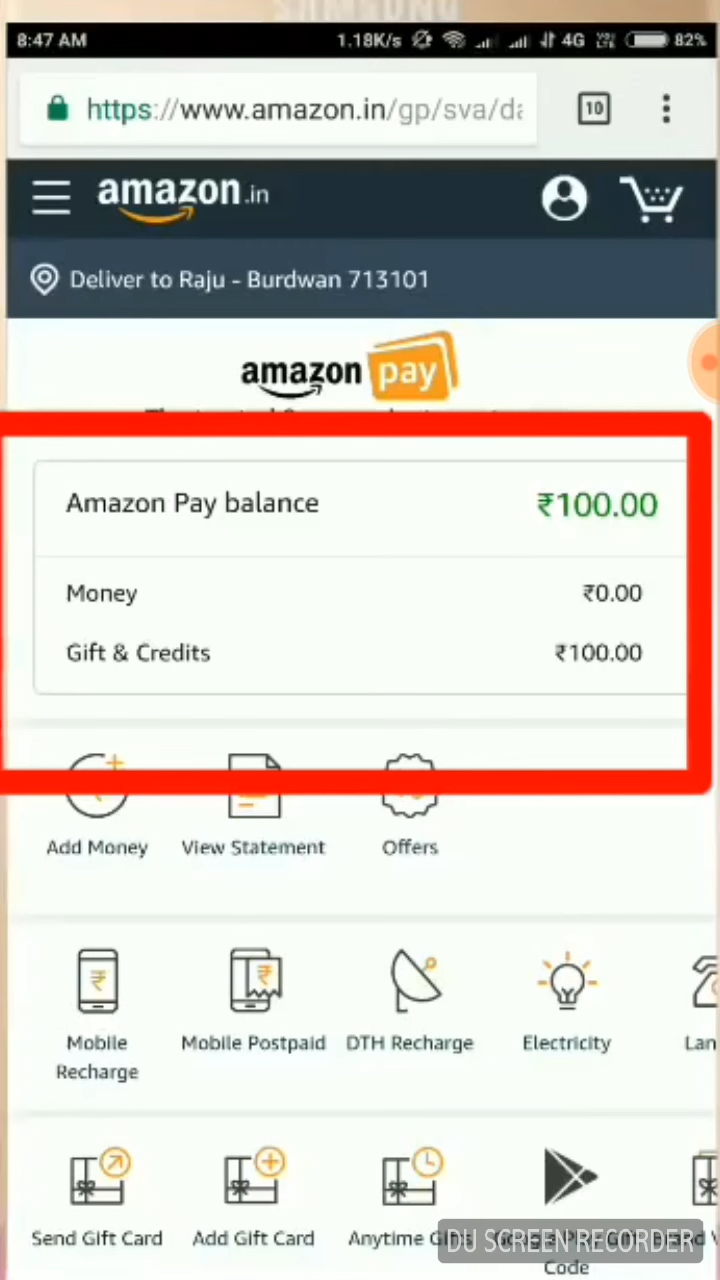 SAMSUNG
8:47 AM
1.18K/s 4G 82%
https://www.amazon.in/gp/sva/da
10
amazon.in
Deliver to Raju - Burdwan 713101
amazon pay
Amazon Pay balance ₹100.00
Money ₹0.00
Gift & Credits ₹100.00
Add Money View Statement Offers
Mobile Recharge Mobile Postpaid DTH Recharge Electricity Lan
Send Gift Card Add Gift Card Anytime
Code
DU SCREEN RECORDER